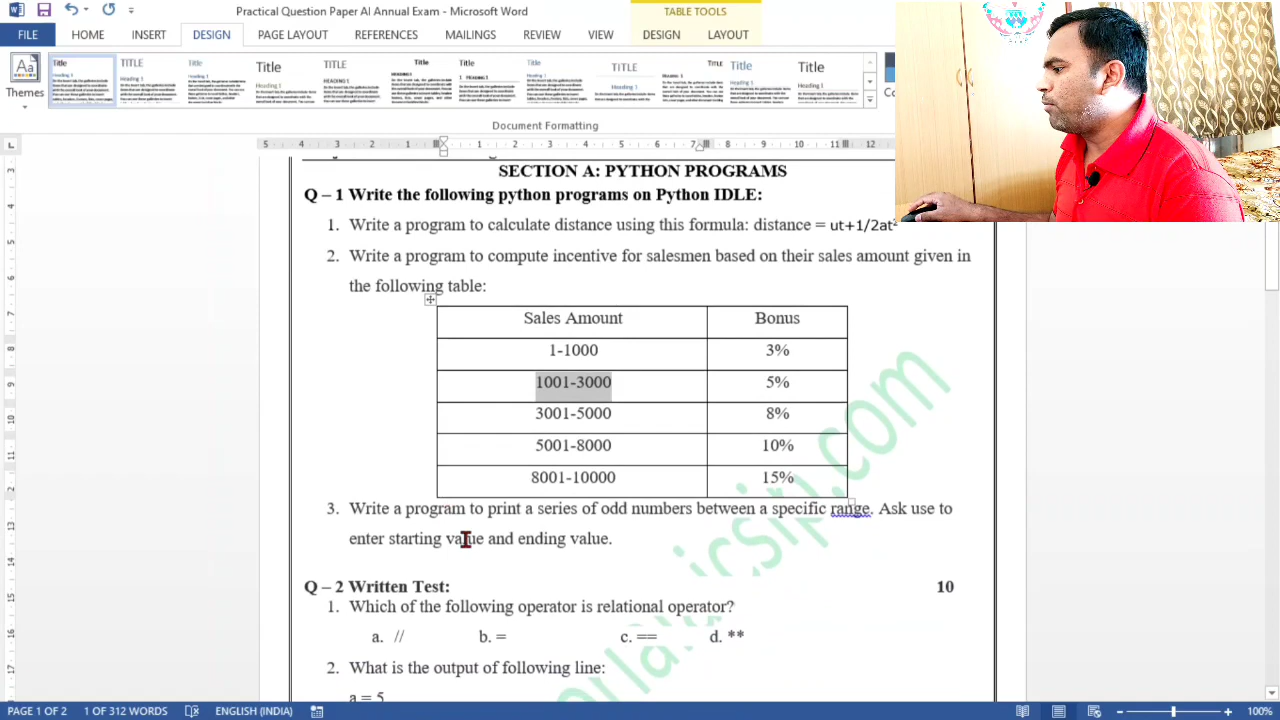 Practical Question Paper AI Annual Exam - Microsoft Word
TABLE TOOLS
FILE HOME INSERT DESIGN PAGE LAYOUT REFERENCES MAILINGS REVIEW VIEW DESIGN LAYOUT
Themes
Document Formatting
SECTION A: PYTHON PROGRAMS
Q – 1 Write the following python programs on Python IDLE:
1. Write a program to calculate distance using this formula: distance = ut+1/2at²
2. Write a program to compute incentive for salesmen based on their sales amount given in
the following table:
Sales Amount Bonus
1-1000 3%
1001-3000 5%
3001-5000 8%
5001-8000 10%
8001-10000 15%
3. Write a program to print a series of odd numbers between a specific range. Ask use to
enter starting value and ending value.
Q – 2 Written Test: 10
1. Which of the following operator is relational operator?
a. // b. = c. == d. **
2. What is the output of following line:
a = 5
PAGE 1 OF 2 1 OF 312 WORDS ENGLISH (INDIA) 100%